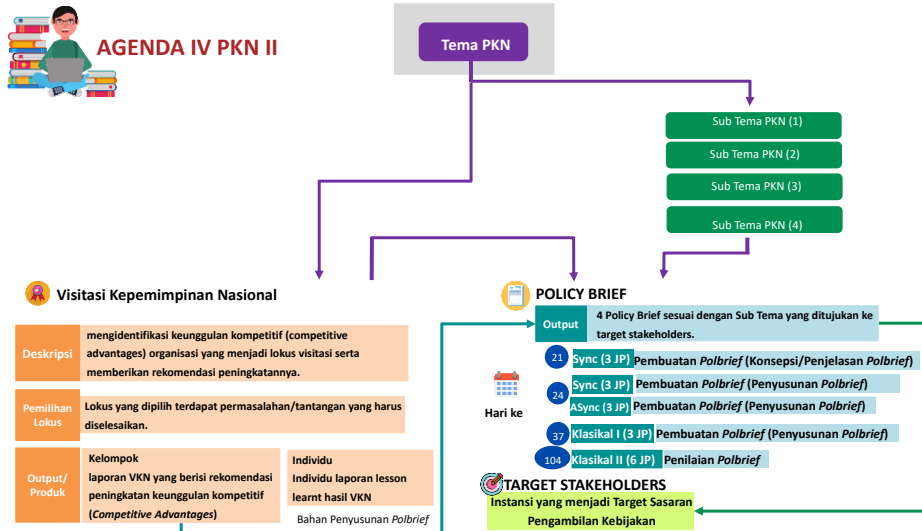 AGENDA IV PKN II
Tema PKN
Sub Tema PKN (1)
Sub Tema PKN (2)
Sub Tema PKN (3)
Sub Tema PKN (4)
Visitasi Kepemimpinan Nasional
Deskripsi
mengidentifikasi keunggulan kompetitif (competitive
advantages) organisasi yang menjadi lokus visitasi serta
memberikan rekomendasi peningkatannya.
Pemilihan
Lokus
Lokus yang dipilih terdapat permasalahan/tantangan yang harus
diselesaikan.
Output/
Produk
Kelompok
laporan VKN yang berisi rekomendasi
peningkatan keunggulan kompetitif
(Competitive Advantages)
Individu
Individu laporan lesson
learnt hasil VKN
Bahan Penyusunan Polbrief
POLICY BRIEF
Output
4 Policy Brief sesuai dengan Sub Tema yang ditujukan ke
target stakeholders.
Hari ke
21 Sync (3 JP) Pembuatan Polbrief (Konsepsi/Penjelasan Polbrief)
24 Sync (3 JP) Pembuatan Polbrief (Penyusunan Polbrief)
ASync (3 JP) Pembuatan Polbrief (Penyusunan Polbrief)
37 Klasikal I (3 JP) Pembuatan Polbrief (Penyusunan Polbrief)
104 Klasikal II (6 JP) Penilaian Polbrief
TARGET STAKEHOLDERS
Instansi yang menjadi Target Sasaran
Pengambilan Kebijakan